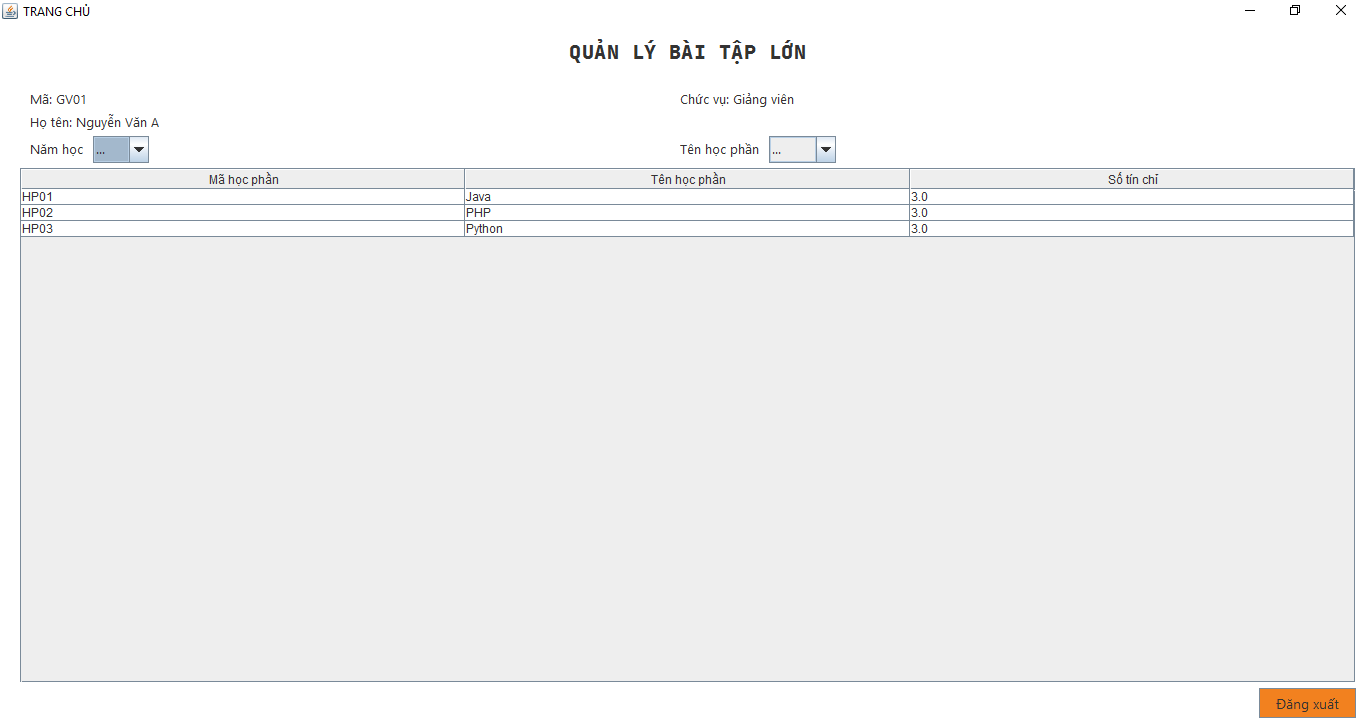 TRANG CHỦ
QUẢN LÝ BÀI TẬP LỚN
Mã: GV01 Chức vụ: Giảng viên
Họ tên: Nguyễn Văn A
Năm học ... Tên học phần ...
Mã học phần Tên học phần Số tín chỉ
HP01 Java 3.0
HP02 PHP 3.0
HP03 Python 3.0
Đăng xuất